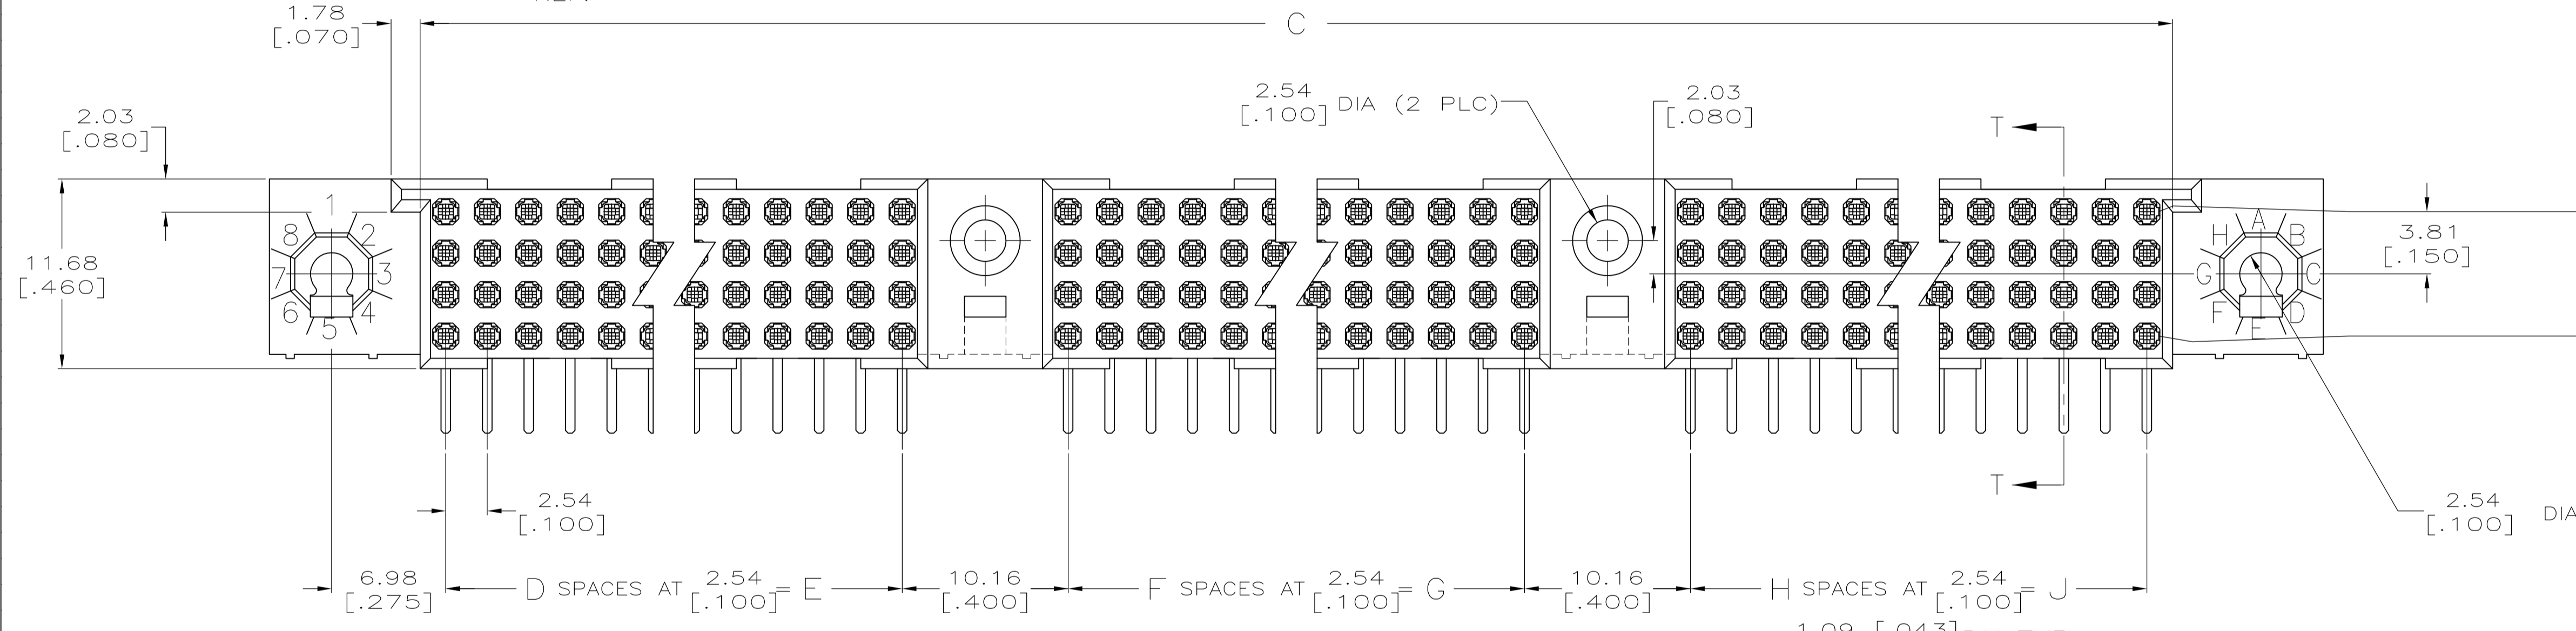 1.78
[.070]
C
2.03
[.080]
2.54
[.100] DIA (2 PLC)
2.03
[.080]
T
11.68
[.460]
1
8 2
7 3
6 4
5
A
H B
G C
F D
E
3.81
[.150]
T
2.54
[.100]
2.54
[.100] DIA
6.98
[.275]
D SPACES AT 2.54 [.100] = E
10.16
[.400]
F SPACES AT 2.54 [.100] = G
10.16
[.400]
H SPACES AT 2.54 [.100] = J
1.09 [.043]